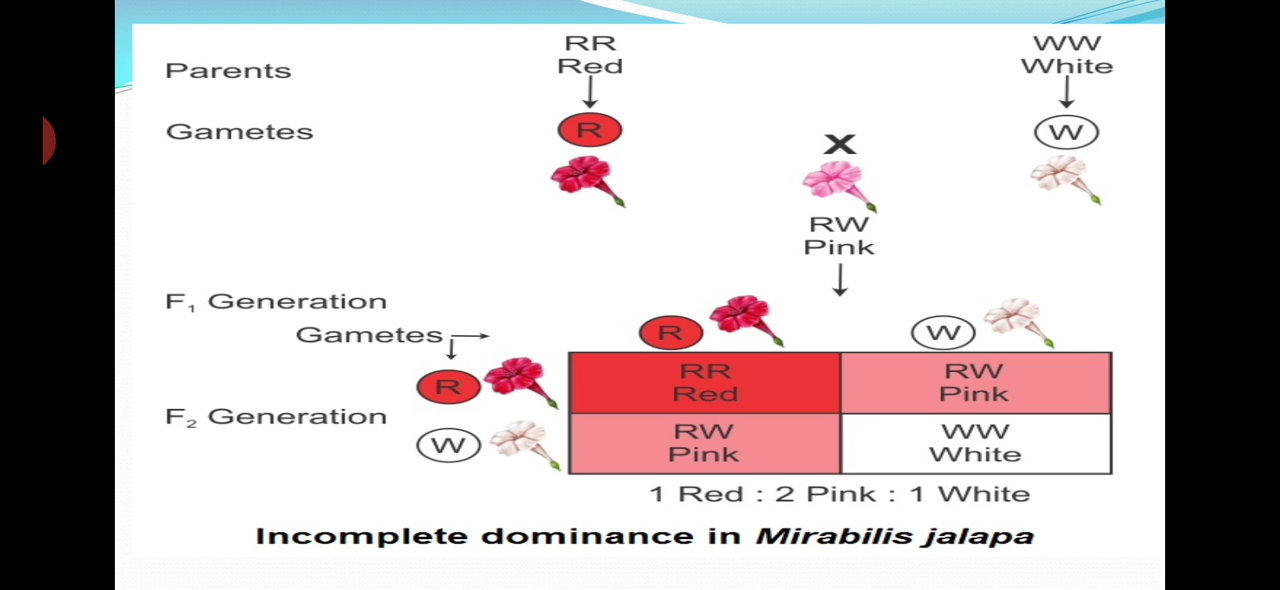 RR
WW
Parents
Red
White
Gametes
R
W
X
RW
Pink
F₁ Generation
Gametes
R
W
R
RR
RW
Red
Pink
F₂ Generation
W
RW
WW
Pink
White
1 Red : 2 Pink : 1 White
Incomplete dominance in Mirabilis jalapa